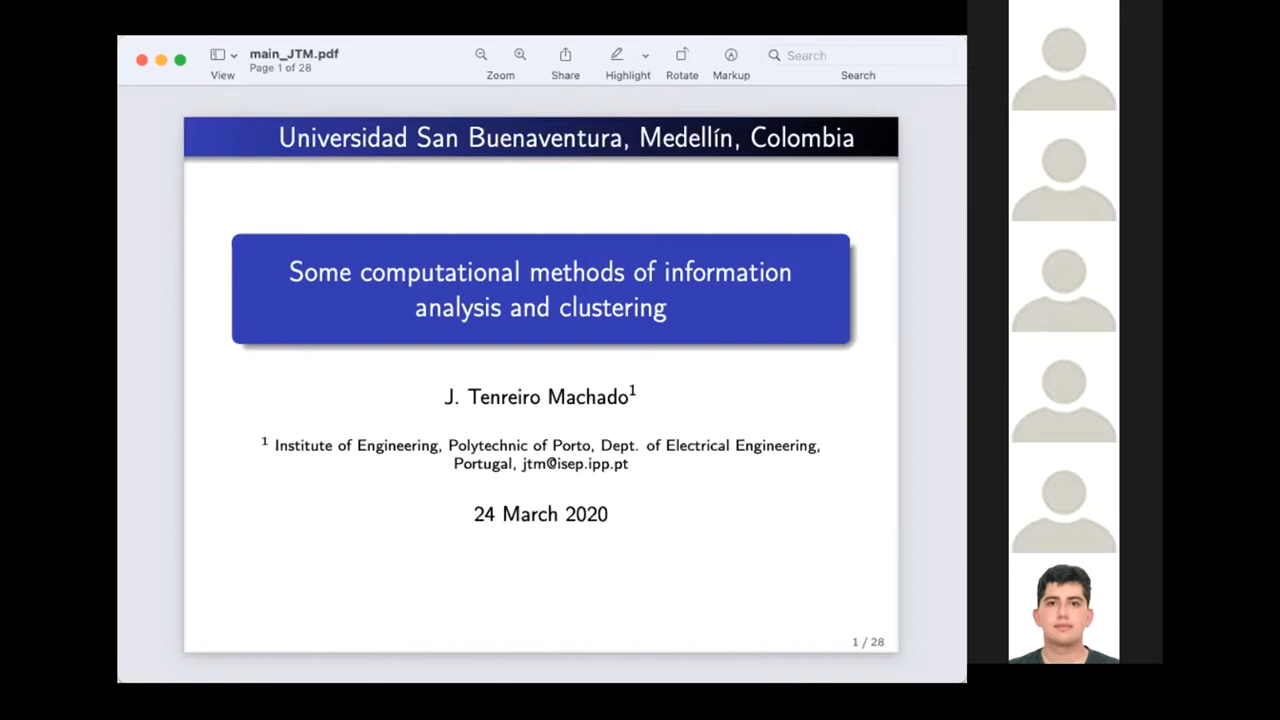 main_JTM.pdf
Page 1 of 28
View
Zoom
Share
Highlight
Rotate
Markup
Search
Search
Universidad San Buenaventura, Medellín, Colombia
Some computational methods of information
analysis and clustering
J. Tenreiro Machado¹
¹ Institute of Engineering, Polytechnic of Porto, Dept. of Electrical Engineering,
Portugal, jtm@isep.ipp.pt
24 March 2020
1 / 28